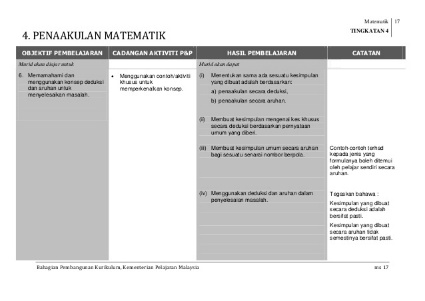 Matematik 17
TINGKATAN 4
4. PENAAKULAN MATEMATIK
OBJEKTIF PEMBELAJARAN
Murid akan diajar untuk
6. Memamahami dan
menggunakan konsep deduksi
dan aruhan untuk
menyelesaikan masalah.
CADANGAN AKTIVITI P&P
• Menggunakan contoh/aktiviti
khusus untuk
memperkenalkan konsep.
HASIL PEMBELAJARAN
Murid akan dapat
(i) Menentukan sama ada sesuatu kesimpulan
yang dibuat adalah berdasarkan:
a) penaakulan secara deduksi,
b) penaakulan secara aruhan.
(ii) Membuat kesimpulan mengenai kes khusus
secara deduksi berdasarkan pernyataan
umum yang diberi.
(iii) Membuat kesimpulan umum secara aruhan
bagi sesuatu senarai nombor berpola.
(iv) Menggunakan deduksi dan aruhan dalam
penyelesaian masalah.
CATATAN
Contoh-contoh terhad
kepada jenis yang
formulanya boleh ditemui
oleh pelajar sendiri secara
aruhan.
Tegaskan bahawa :
Kesimpulan yang dibuat
secara deduksi adalah
bersifat pasti.
Kesimpulan yang dibuat
secara aruhan tidak
semestinya bersifat pasti.
Bahagian Pembangunan Kurikulum, Kementerian Pelajaran Malaysia
ms 17